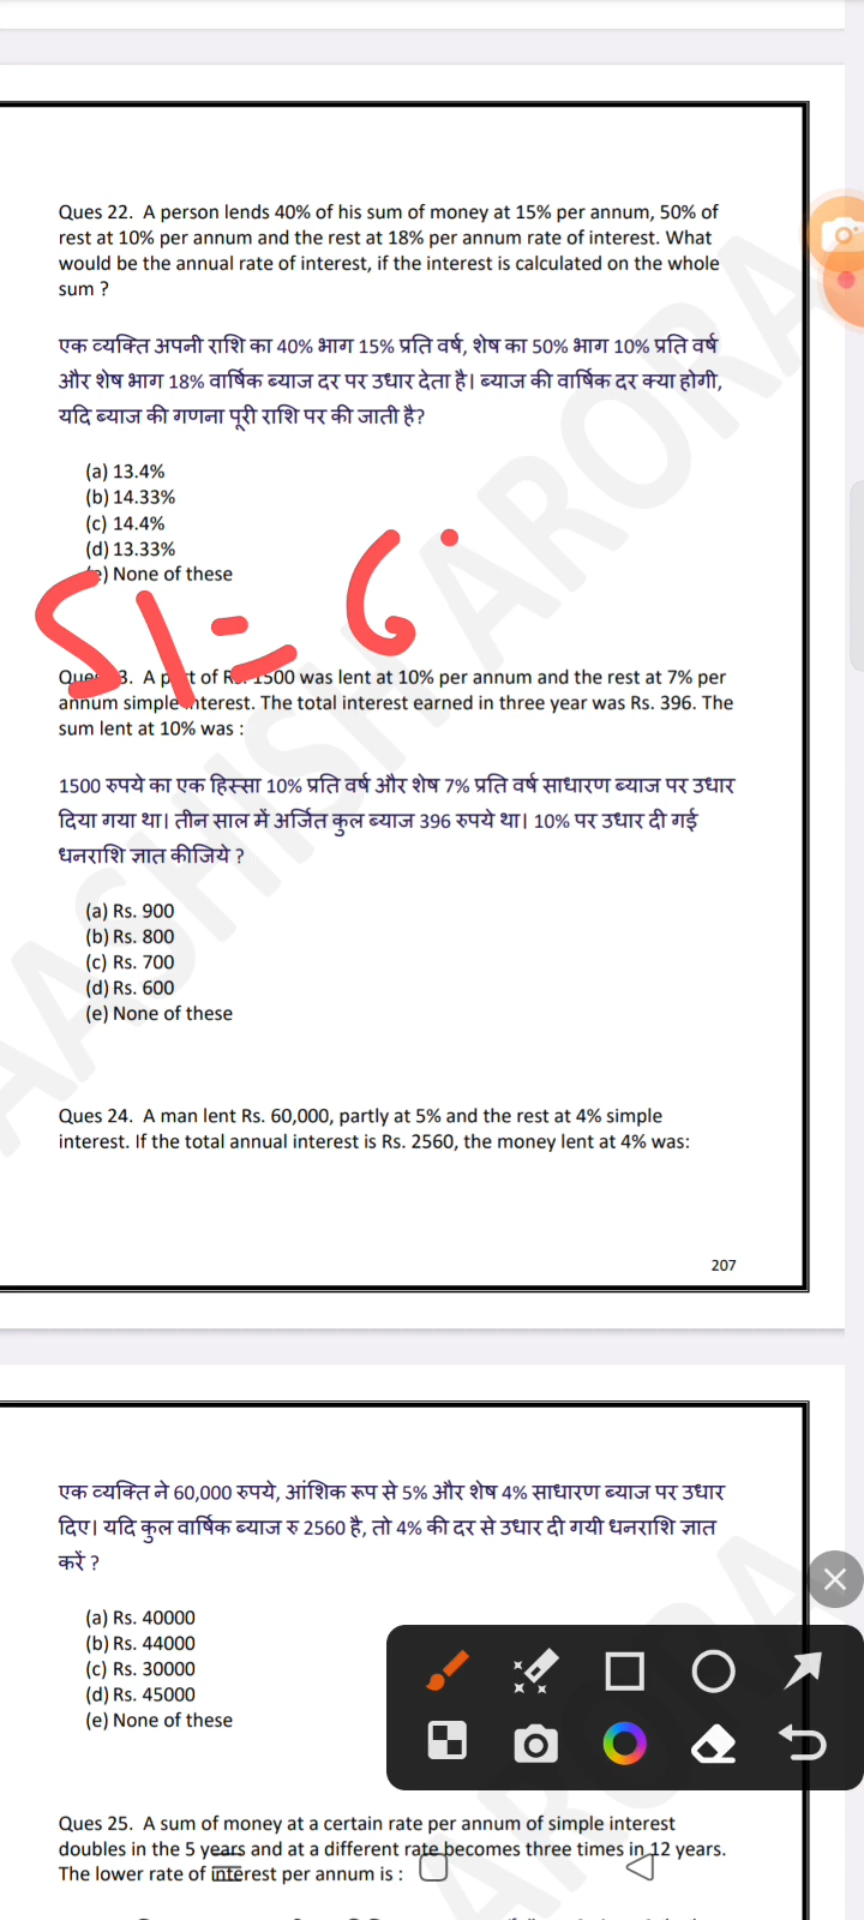 Ques 22. A person lends 40% of his sum of money at 15% per annum, 50% of
rest at 10% per annum and the rest at 18% per annum rate of interest. What
would be the annual rate of interest, if the interest is calculated on the whole
sum ?
एक व्यक्ति अपनी राशि का 40% भाग 15% प्रति वर्ष, शेष का 50% भाग 10% प्रति वर्ष
और शेष भाग 18% वार्षिक ब्याज दर पर उधार देता है। ब्याज की वार्षिक दर क्या होगी,
यदि ब्याज की गणना पूरी राशि पर की जाती है?
(a) 13.4%
(b) 14.33%
(c) 14.4%
(d) 13.33%
None of these
SI = 6
A of 1500 was lent at 10% per annum and the rest at 7% per
annum simple The total interest earned in three year was Rs. 396. The
sum lent at 10% was :
1500 रुपये का एक हिस्सा 10% प्रति वर्ष और शेष 7% प्रति वर्ष साधारण ब्याज पर उधार
दिया गया था। तीन साल में अर्जित कुल ब्याज 396 रुपये था। 10% पर उधार दी गई
धनराशि ज्ञात कीजिये ?
(a) Rs. 900
(b) Rs. 800
(c) Rs. 700
(d) Rs. 600
(e) None of these
Ques 24. A man lent Rs. 60,000, partly at 5% and the rest at 4% simple
interest. If the total annual interest is Rs. 2560, the money lent at 4% was:
207
एक व्यक्ति ने 60,000 रुपये, आंशिक रूप से 5% और शेष 4% साधारण ब्याज पर उधार
दिए। यदि कुल वार्षिक ब्याज रु 2560 है, तो 4% की दर से उधार दी गयी धनराशि ज्ञात
करें ?
(a) Rs. 40000
(b) Rs. 44000
(c) Rs. 30000
(d) Rs. 45000
(e) None of these
Ques 25. A sum of money at a certain rate per annum of simple interest
doubles in the 5 years and at a different rate becomes three times in 12 years.
The lower rate of interest per annum is :
AASHISH ARORA
ARORA